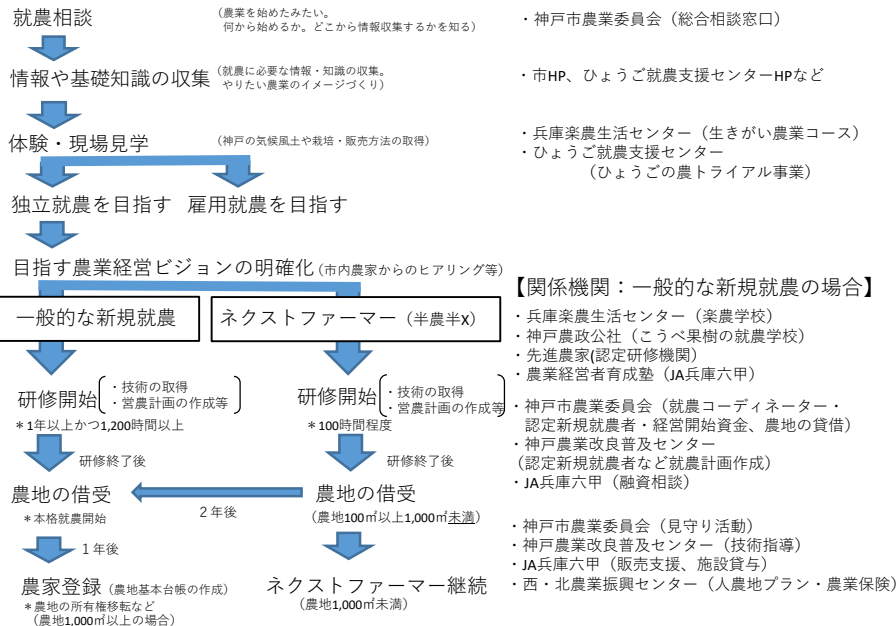 就農相談
(農業を始めたみたい。
何から始めるか。どこから情報収集するかを知る)
・神戸市農業委員会（総合相談窓口）
情報や基礎知識の収集
(就農に必要な情報・知識の収集。
やりたい農業のイメージづくり)
・市HP、ひょうご就農支援センターHPなど
体験・現場見学
(神戸の気候風土や栽培・販売方法の取得)
・兵庫楽農生活センター（生きがい農業コース）
・ひょうご就農支援センター
（ひょうごの農トライアル事業）
独立就農を目指す
雇用就農を目指す
目指す農業経営ビジョンの明確化(市内農家からのヒアリング等)
一般的な新規就農
ネクストファーマー（半農半X）
【関係機関：一般的な新規就農の場合】
・兵庫楽農生活センター（楽農学校）
・神戸農政公社（こうべ果樹の就農学校）
・先進農家(認定研修機関)
・農業経営者育成塾（JA兵庫六甲）
研修開始
・技術の取得
・営農計画の作成等
＊1年以上かつ1,200時間以上
研修開始
・技術の取得
・営農計画の作成等
＊100時間程度
・神戸市農業委員会（就農コーディネーター・
認定新規就農者・経営開始資金、農地の貸借）
・神戸農業改良普及センター
（認定新規就農者など就農計画作成）
・JA兵庫六甲（融資相談）
研修終了後
研修終了後
農地の借受
＊本格就農開始
2年後
農地の借受
（農地100㎡以上1,000㎡未満）
1年後
・神戸市農業委員会（見守り活動）
・神戸農業改良普及センター（技術指導）
・JA兵庫六甲（販売支援、施設貸与）
・西・北農業振興センター（人農地プラン・農業保険）
農家登録（農地基本台帳の作成）
＊農地の所有権移転など
（農地1,000㎡以上の場合）
ネクストファーマー継続
（農地1,000㎡未満）